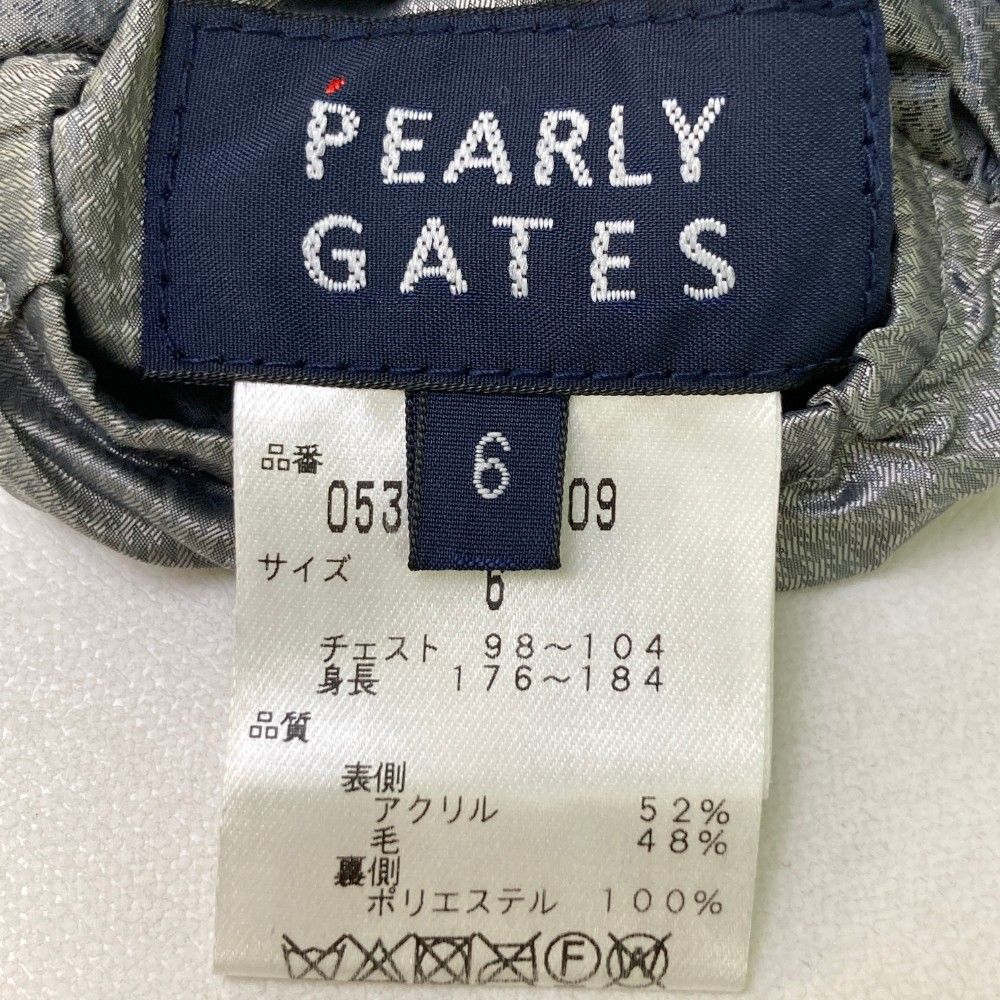 PEARLY
GATES
6
品番
053 09
サイズ
6
チェスト 98〜104
身長 176〜184
品質
表側
アクリル 52%
毛 48%
裏側
ポリエステル 100%
F
W